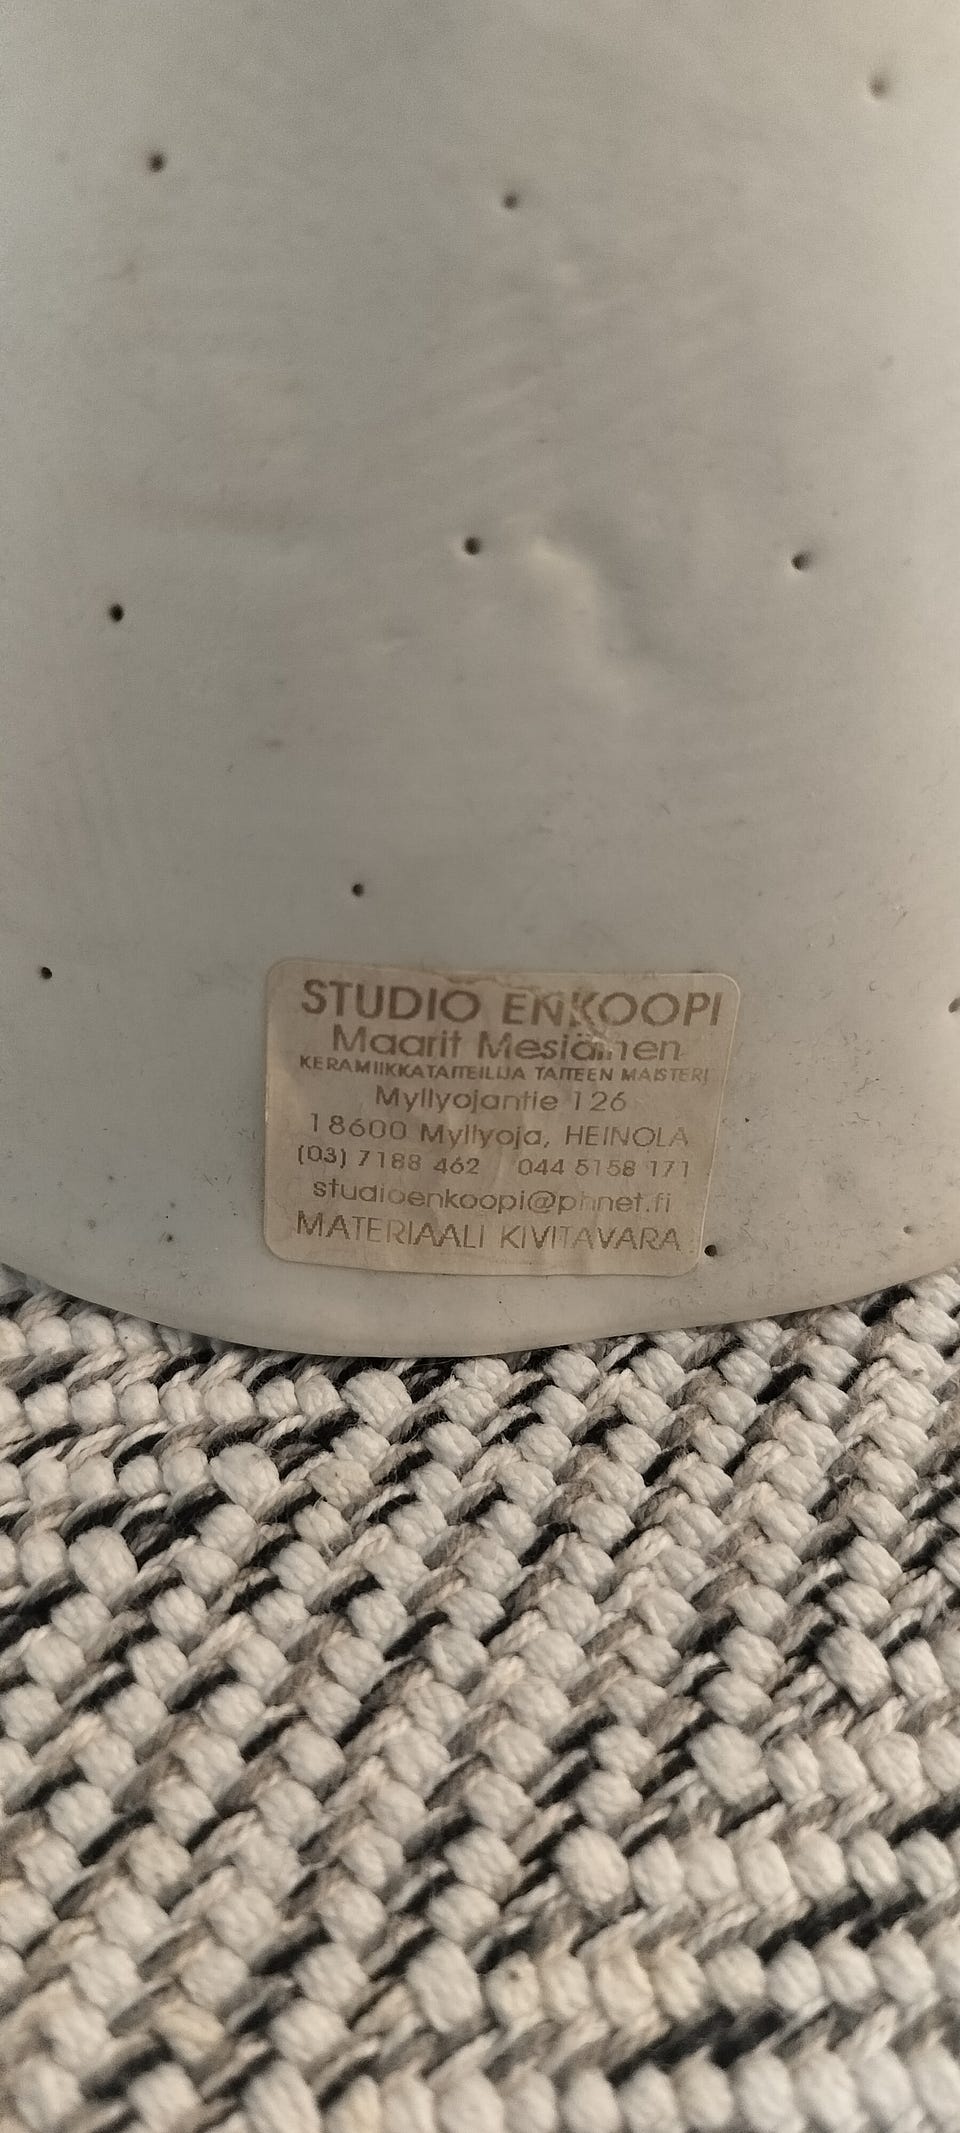 STUDIO ENKOOPI
Maarit Mesiäinen
KERAMIIKKATAITEILIJA TAITEEN MAISTERI
Myllyojantie 126
18600 Myllyoja, HEINOLA
(03) 7188 462 044 5158 171
studioenkoopi@phnet.fi
MATERIAALI KIVITAVARA